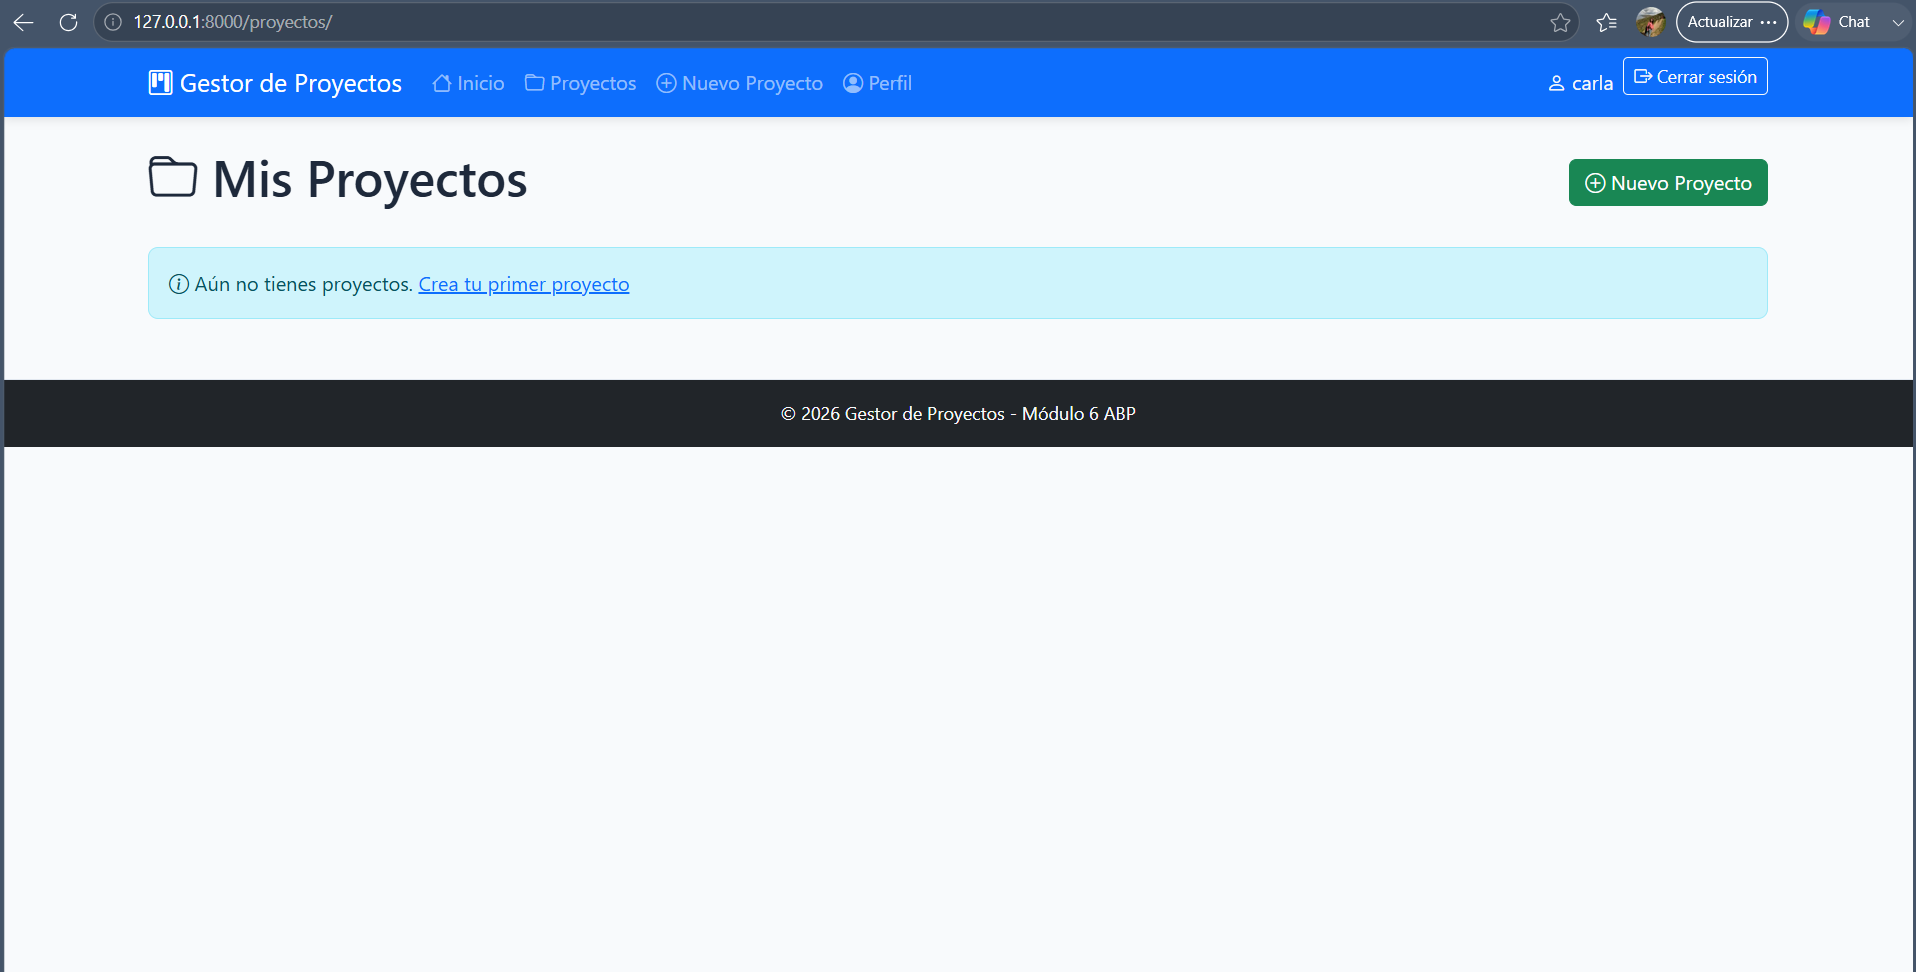 127.0.0.1:8000/proyectos/
Actualizar
Chat
Gestor de Proyectos
Inicio
Proyectos
Nuevo Proyecto
Perfil
carla
Cerrar sesión
Mis Proyectos
Nuevo Proyecto
Aún no tienes proyectos. Crea tu primer proyecto
© 2026 Gestor de Proyectos - Módulo 6 ABP